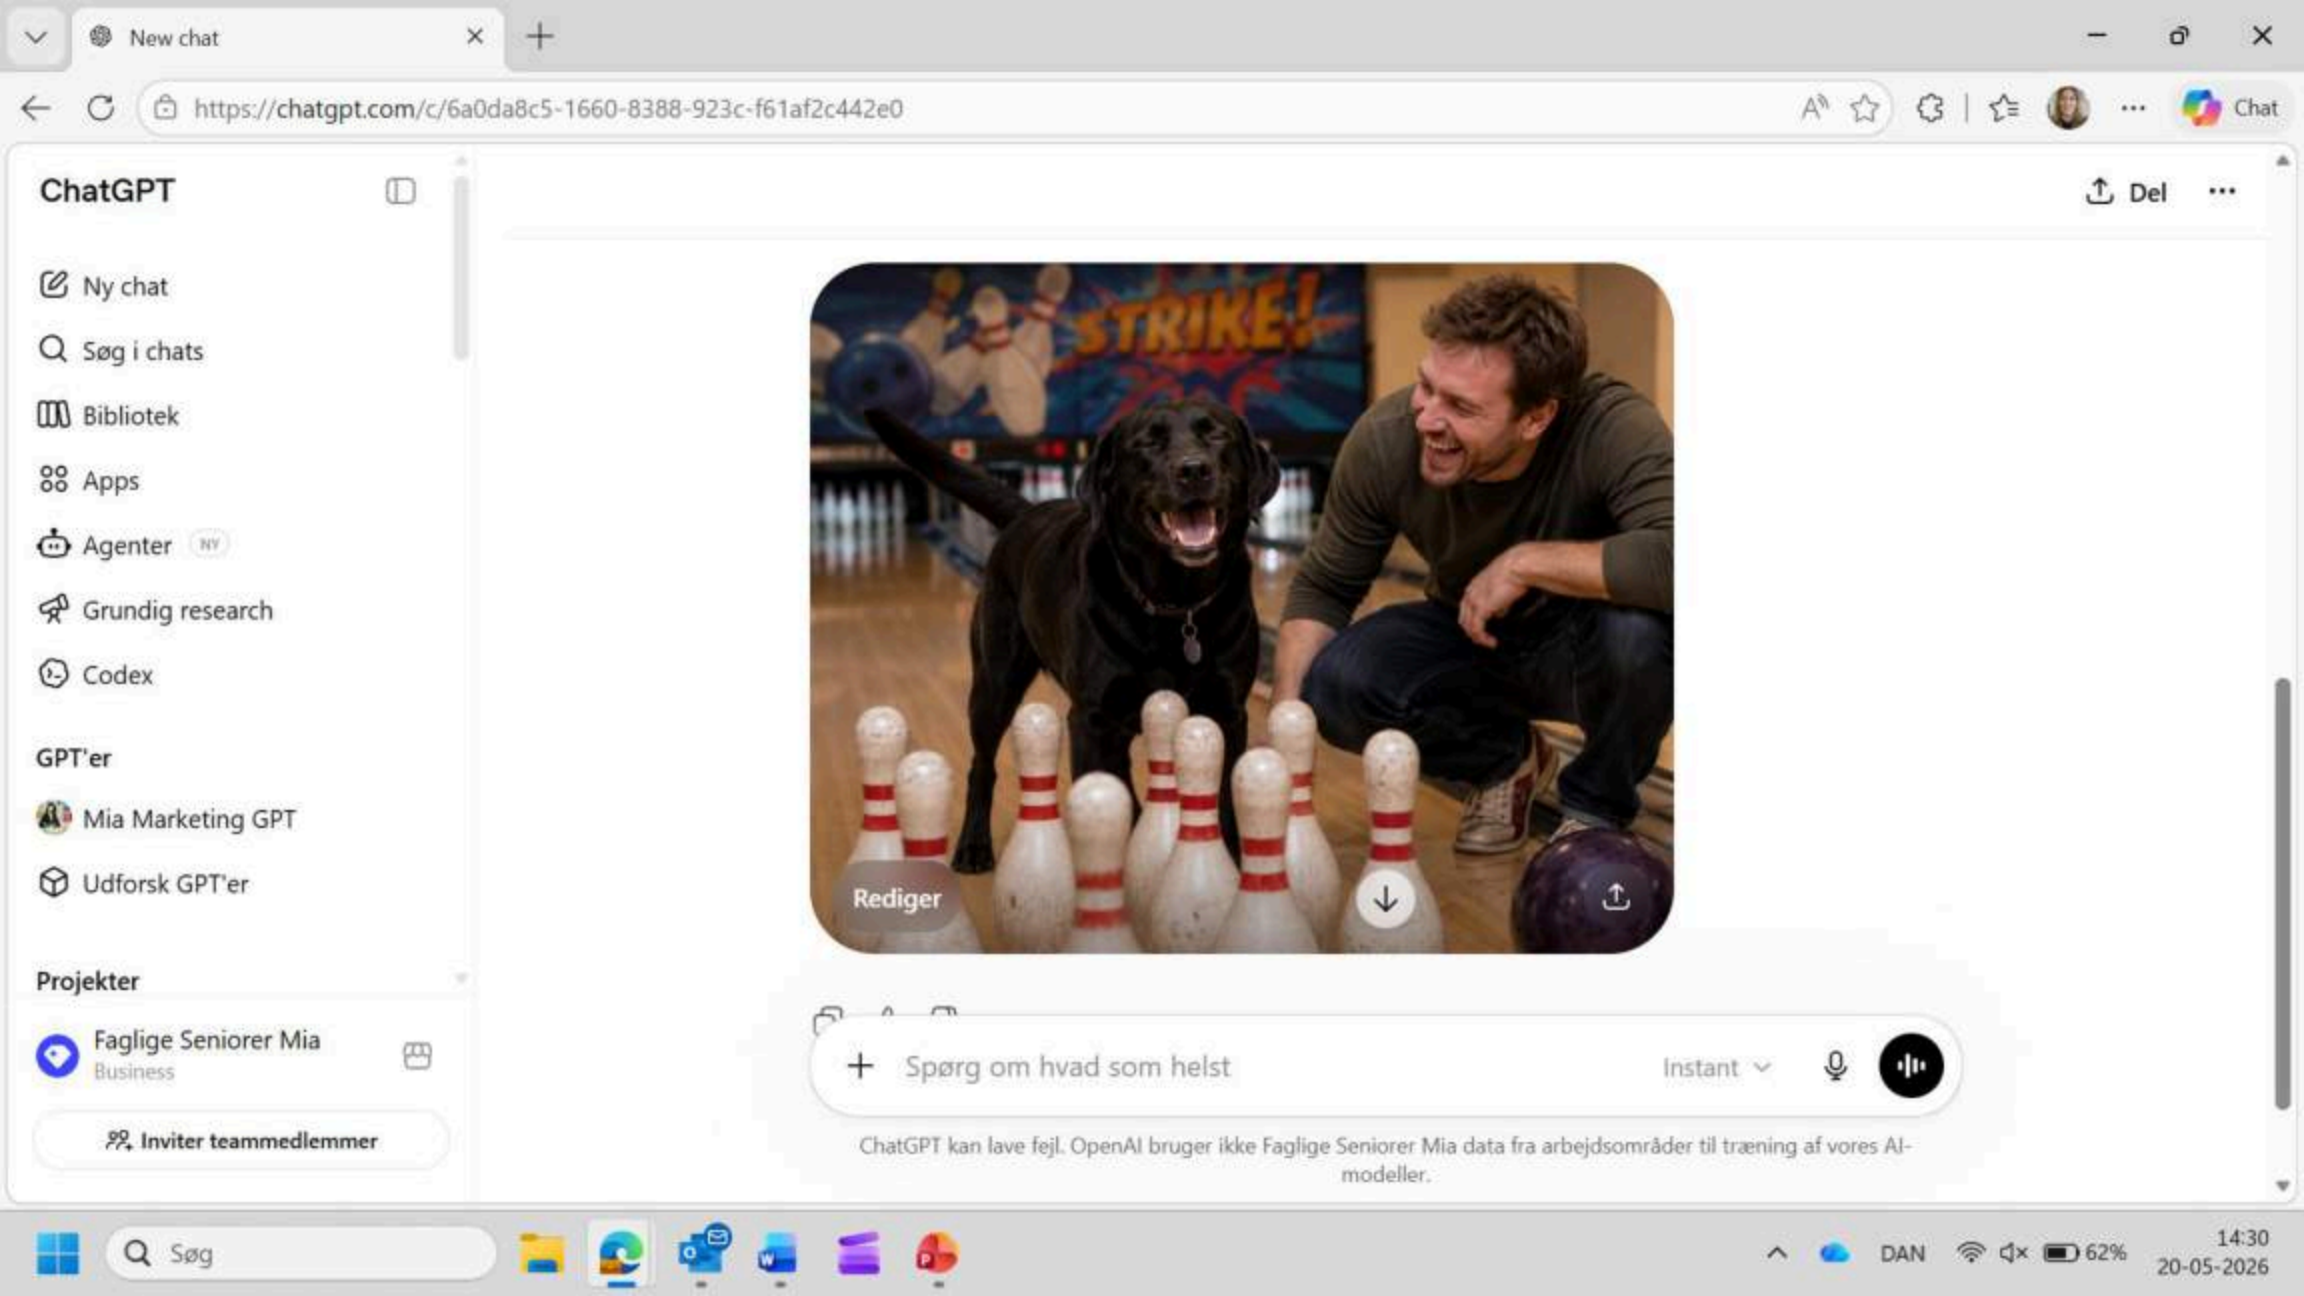 New chat
https://chatgpt.com/c/6a0da8c5-1660-8388-923c-f61af2c442e0
Chat
ChatGPT
Del
Ny chat
Søg i chats
Bibliotek
Apps
Agenter NY
Grundig research
Codex
GPT'er
Mia Marketing GPT
Udforsk GPT'er
Projekter
Faglige Seniorer Mia
Business
Inviter teammedlemmer
STRIKE!
Rediger
Spørg om hvad som helst
Instant
ChatGPT kan lave fejl. OpenAI bruger ikke Faglige Seniorer Mia data fra arbejdsområder til træning af vores AI-
modeller.
Søg
DAN
62%
14:30
20-05-2026